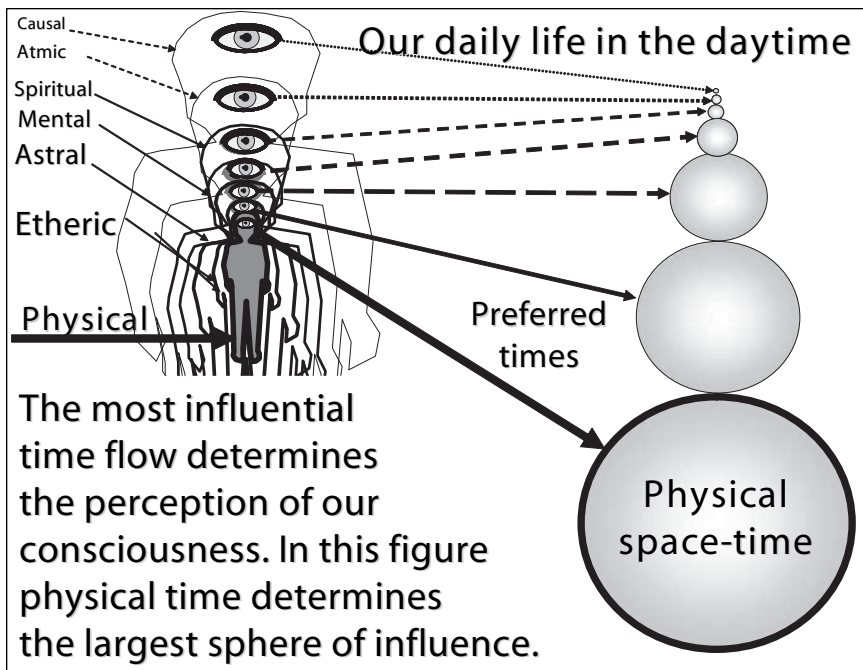 Our daily life in the daytime
Causal
Atmic
Spiritual
Mental
Astral
Etheric
Physical
Preferred
times
Physical
space-time
The most influential
time flow determines
the perception of our
consciousness. In this figure
physical time determines
the largest sphere of influence.